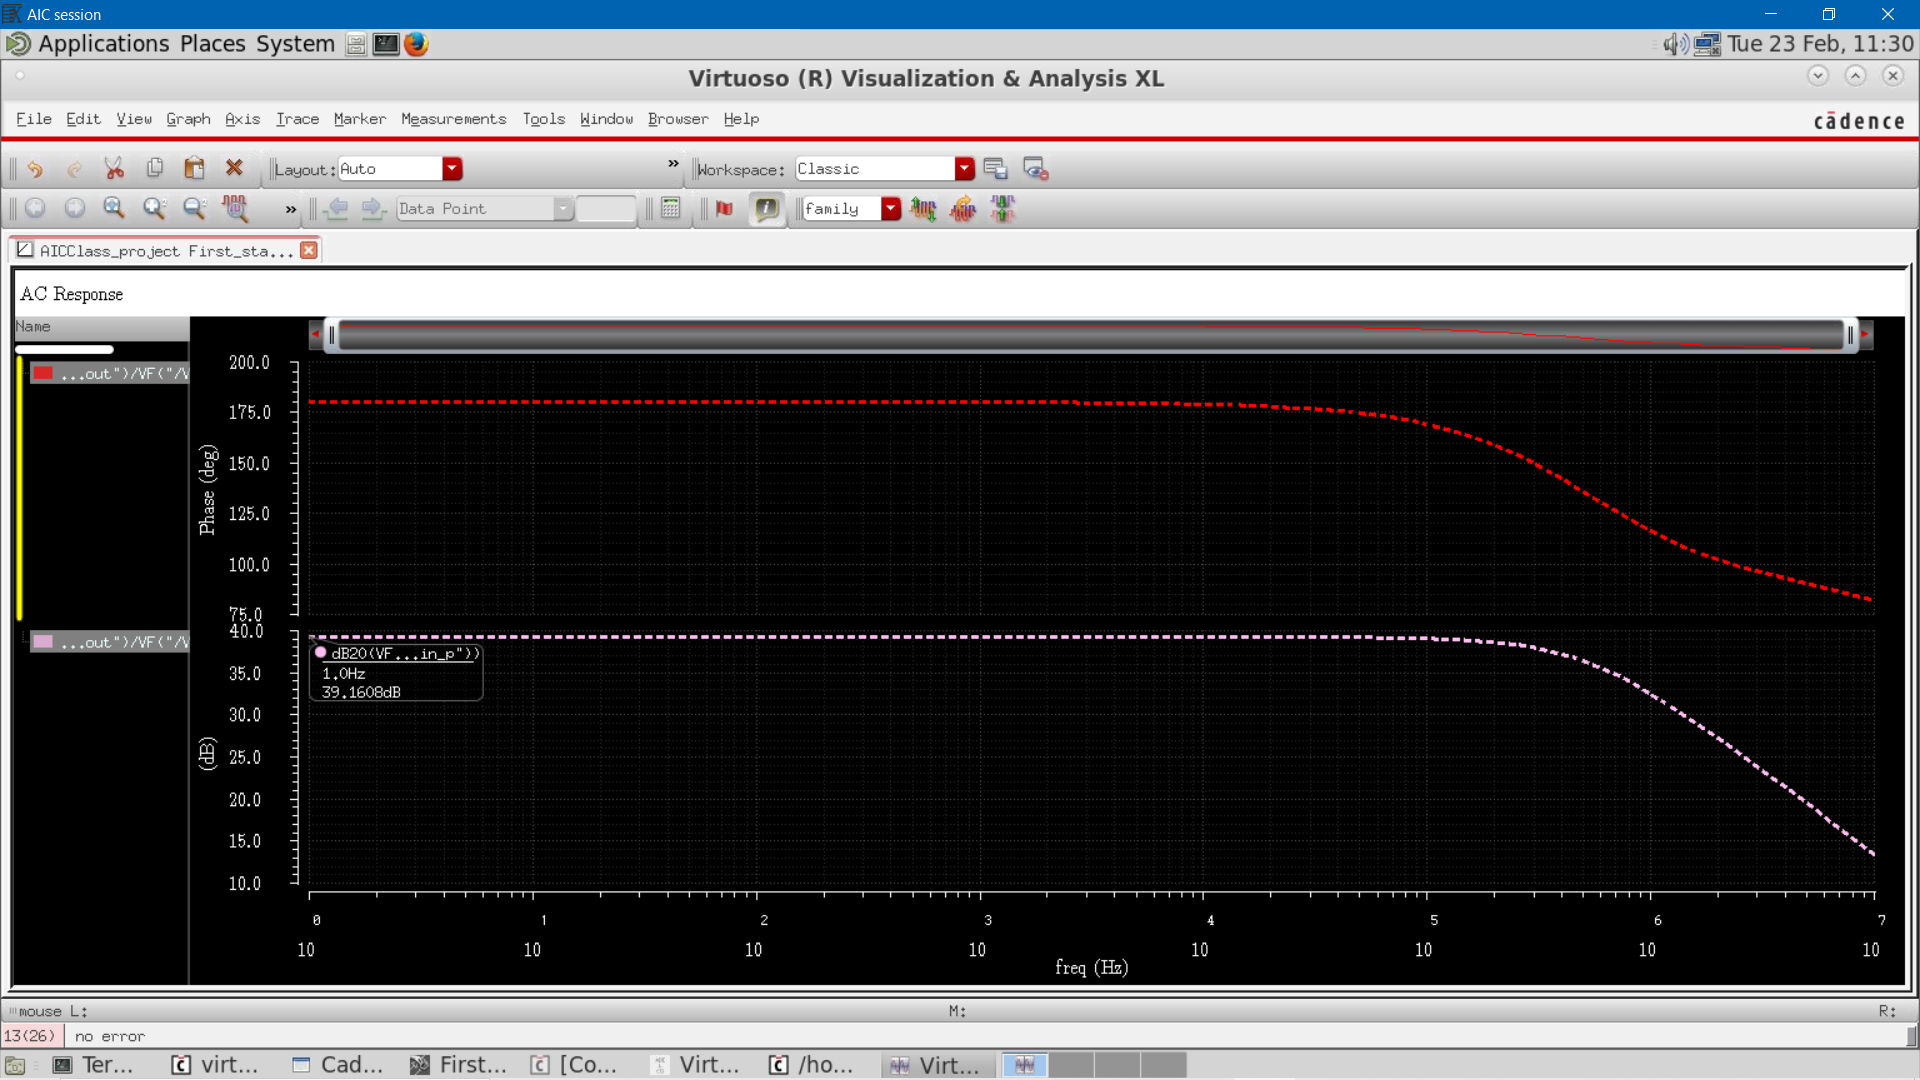 AIC session
Applications Places System
Tue 23 Feb, 11:30
Virtuoso (R) Visualization & Analysis XL
File Edit View Graph Axis Trace Marker Measurements Tools Window Browser Help
cādence
Layout: Auto
» Workspace: Classic
» Data Point
family
AICClass_project First_sta...
AC Response
Name
...out")/VF("/V
200.0
175.0
150.0
125.0
100.0
75.0
Phase (deg)
...out")/VF("/V
40.0
35.0
30.0
25.0
20.0
15.0
10.0
(dB)
dB20(VF...in_p"))
1.0Hz
39.1608dB
0 1 2 3 4 5 6 7
10 10 10 10 10 10 10 10
freq (Hz)
mouse L: M: R:
13(26) no error
Ter... virt... Cad... First... [Co... Virt... /ho... Virt...